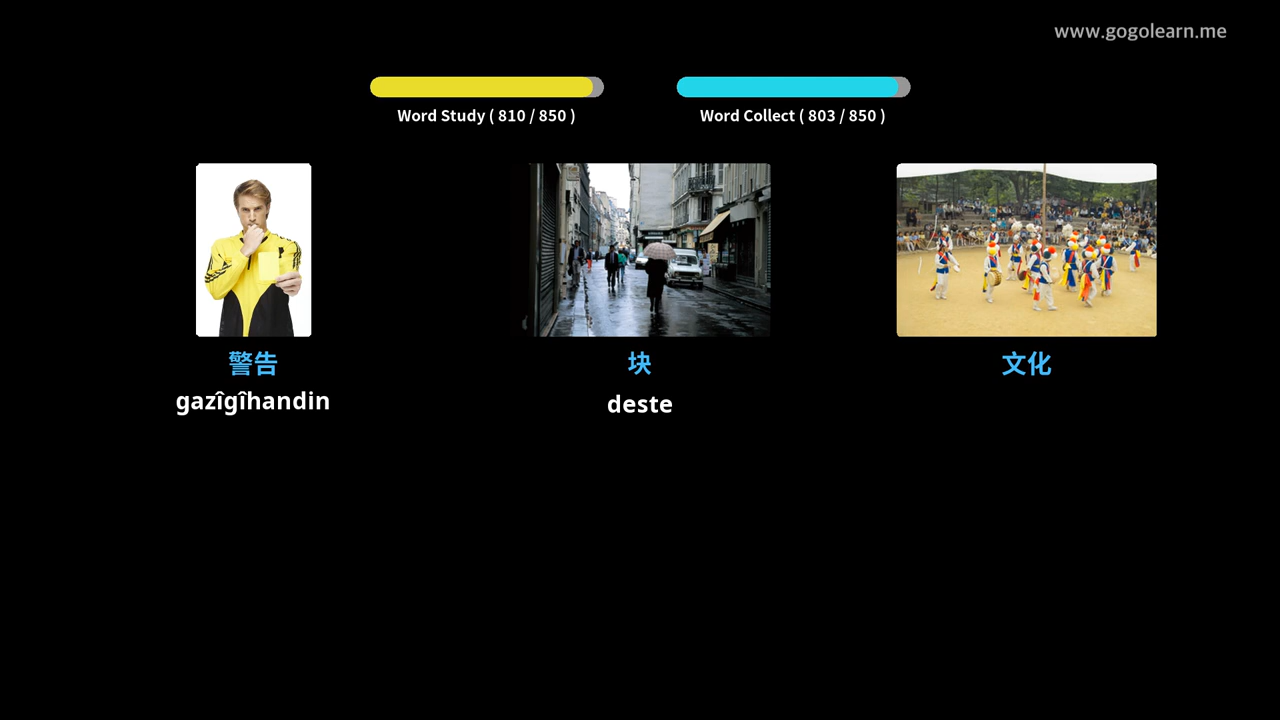 www.gogolearn.me
Word Study ( 810 / 850 )
Word Collect ( 803 / 850 )
警告
gazîgîhandin
块
deste
文化